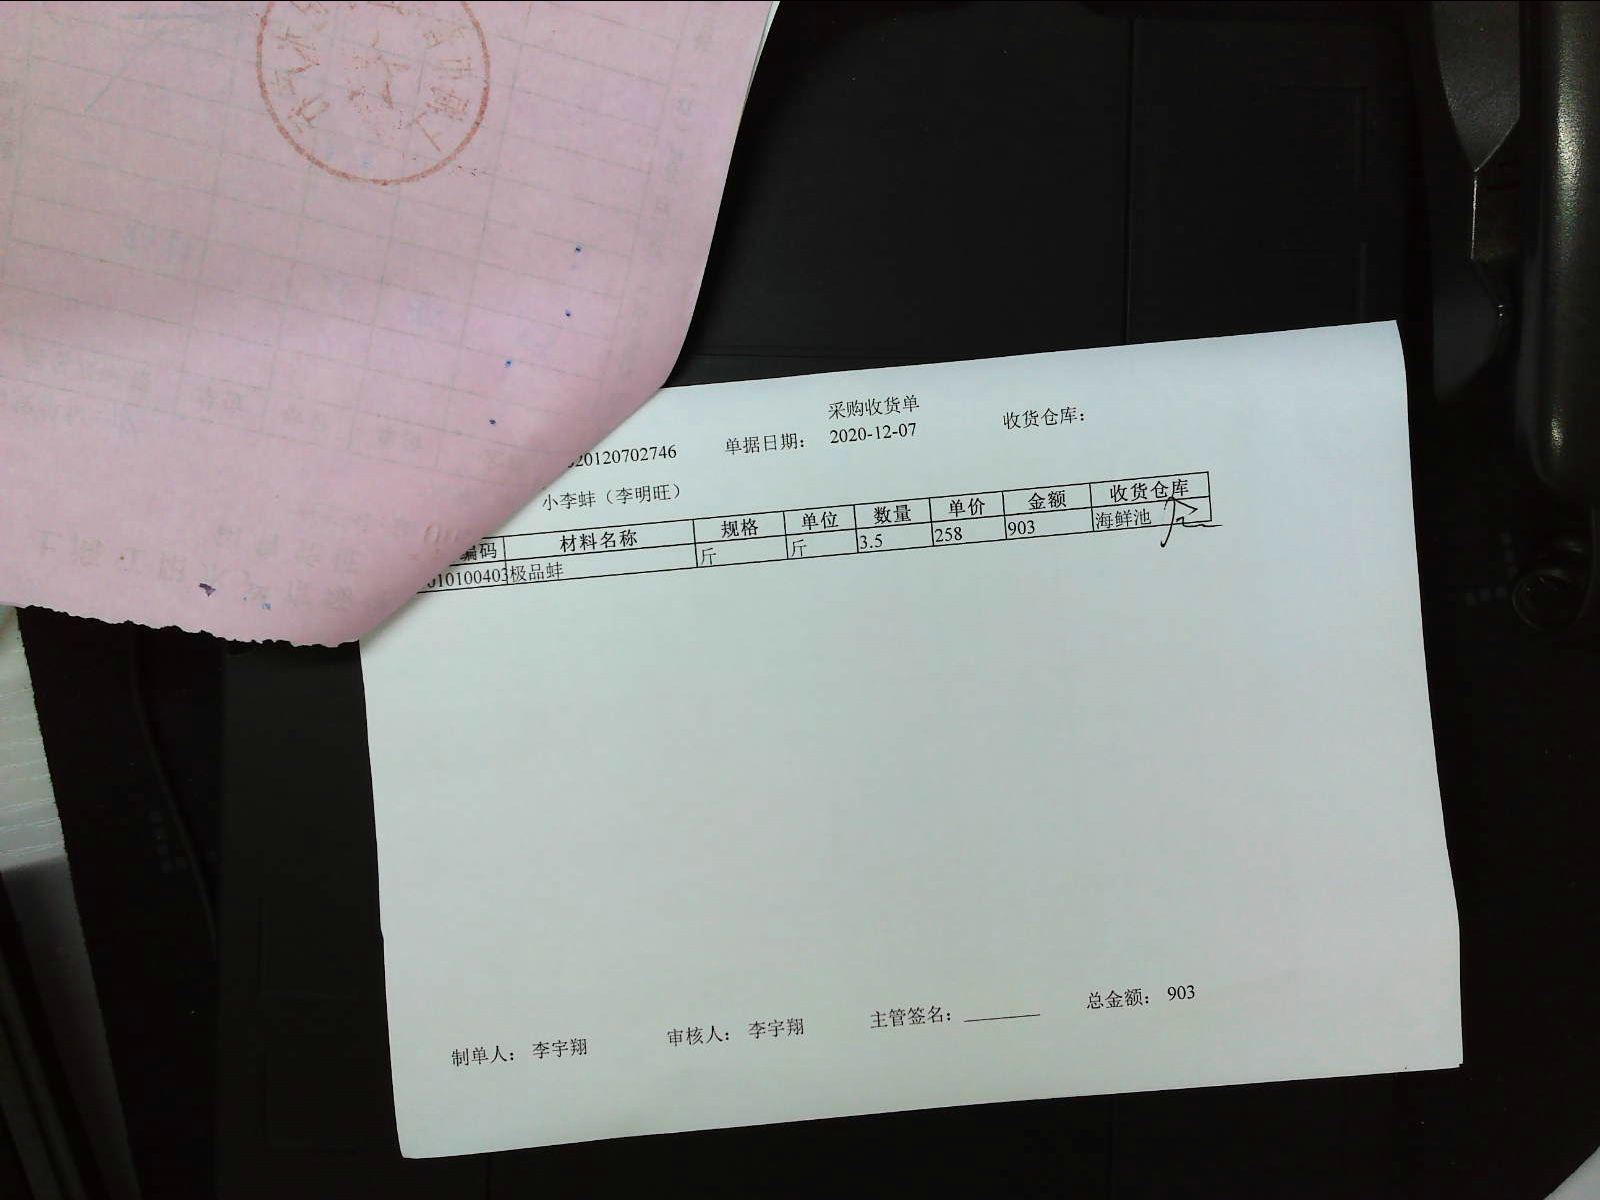 采购收货单
20120702746 单据日期： 2020-12-07 收货仓库：
小李蚌（李明旺）
编码 材料名称 规格 单位 数量 单价 金额 收货仓库
010100403 极品蚌 斤 斤 3.5 258 903 海鲜池
制单人： 李宇翔 审核人： 李宇翔 主管签名： 总金额： 903